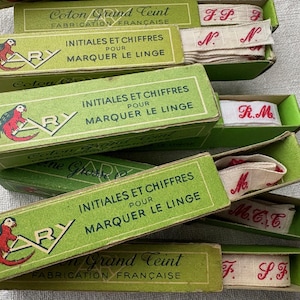 Coton Grand Teint
FABRICATION FRANÇAISE
J. P. J
ARY
INITIALES ET CHIFFRES
POUR
MARQUER LE LINGE
N. N.
ARY
INITIALES ET CHIFFRES
POUR
MARQUER LE LINGE
R. M.
ARY
INITIALES ET CHIFFRES
POUR
MARQUER LE LINGE
M.
M. C. C.
Coton Grand Teint
FABRICATION FRANÇAISE
F. S. F